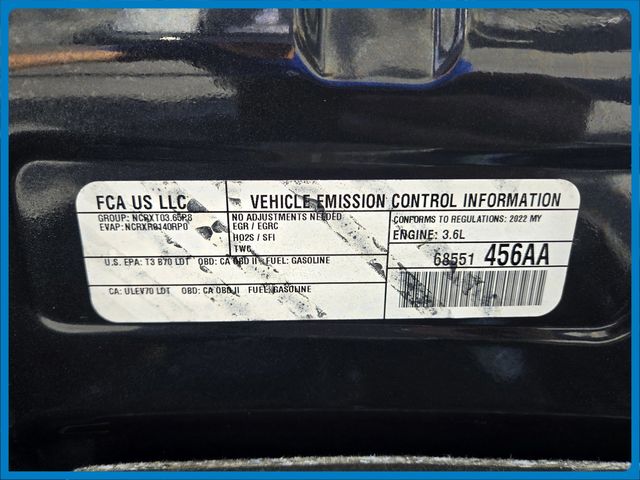 FCA US LLC
VEHICLE EMISSION CONTROL INFORMATION
GROUP: NCRXT03.65P8
EVAP: NCRXR0140RP0
NO ADJUSTMENTS NEEDED
EGR / EGRC
HO2S / SFI
TWC
CONFORMS TO REGULATIONS: 2022 MY
ENGINE: 3.6L
U.S. EPA: T3 B70 LDT OBD: CA OBD II FUEL: GASOLINE
68551 456AA
CA: ULEV70 LDT OBD: CA OBD II FUEL: GASOLINE